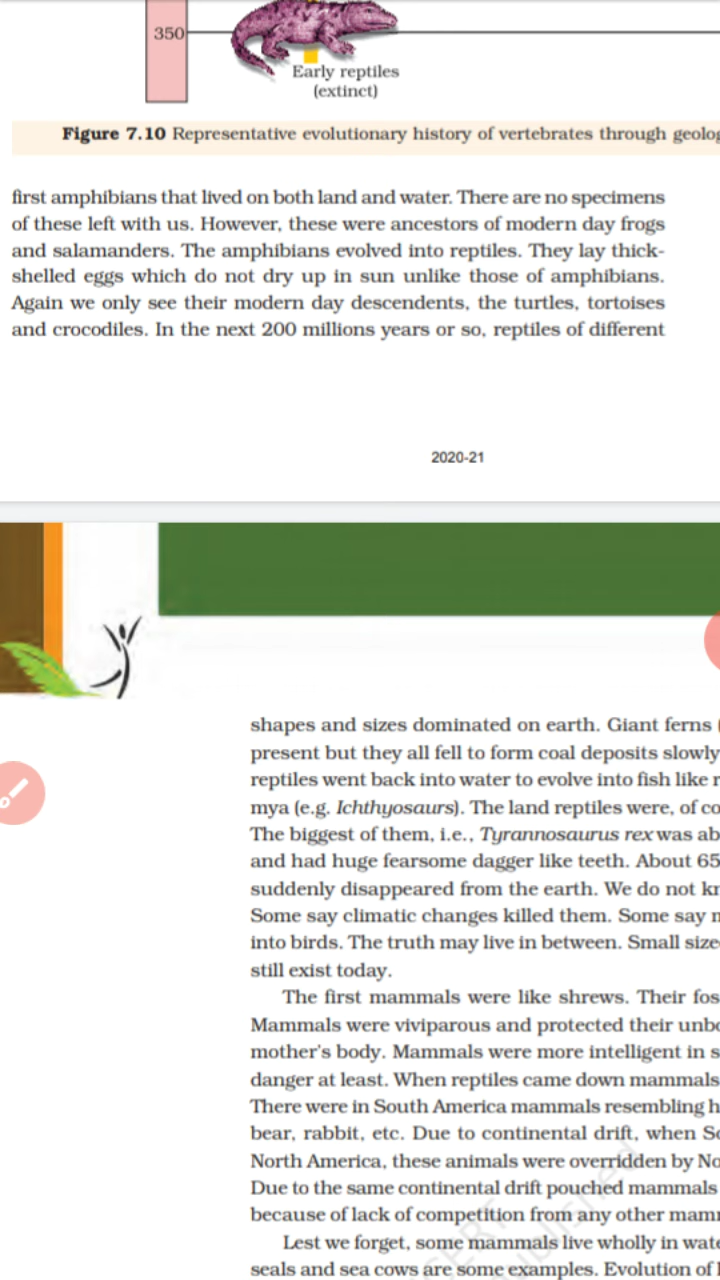 350
Early reptiles
(extinct)
Figure 7.10 Representative evolutionary history of vertebrates through
first amphibians that lived on both land and water. There are no specimens
of these left with us. However, these were ancestors of modern day frogs
and salamanders. The amphibians evolved into reptiles. They lay thick-
shelled eggs which do not dry up in sun unlike those of amphibians.
Again we only see their modern day descendents, the turtles, tortoises
and crocodiles. In the next 200 millions years or so, reptiles of different
2020-21
shapes and sizes dominated on earth. Giant ferns (
present but they all fell to form coal deposits slowly
reptiles went back into water to evolve into fish like
mya (e.g. Ichthyosaurs). The land reptiles were, of
The biggest of them, i.e., Tyrannosaurus rex was
and had huge fearsome dagger like teeth. About 65
suddenly disappeared from the earth. We do not
Some say climatic changes killed them. Some say
into birds. The truth may live in between. Small
still exist today.
The first mammals were like shrews. Their
Mammals were viviparous and protected their
mother's body. Mammals were more intelligent in
danger at least. When reptiles came down mammals
There were in South America mammals resembling
bear, rabbit, etc. Due to continental drift, when
North America, these animals were overridden by
Due to the same continental drift pouched mammals
because of lack of competition from any other
Lest we forget, some mammals live wholly in
seals and sea cows are some examples. Evolution of